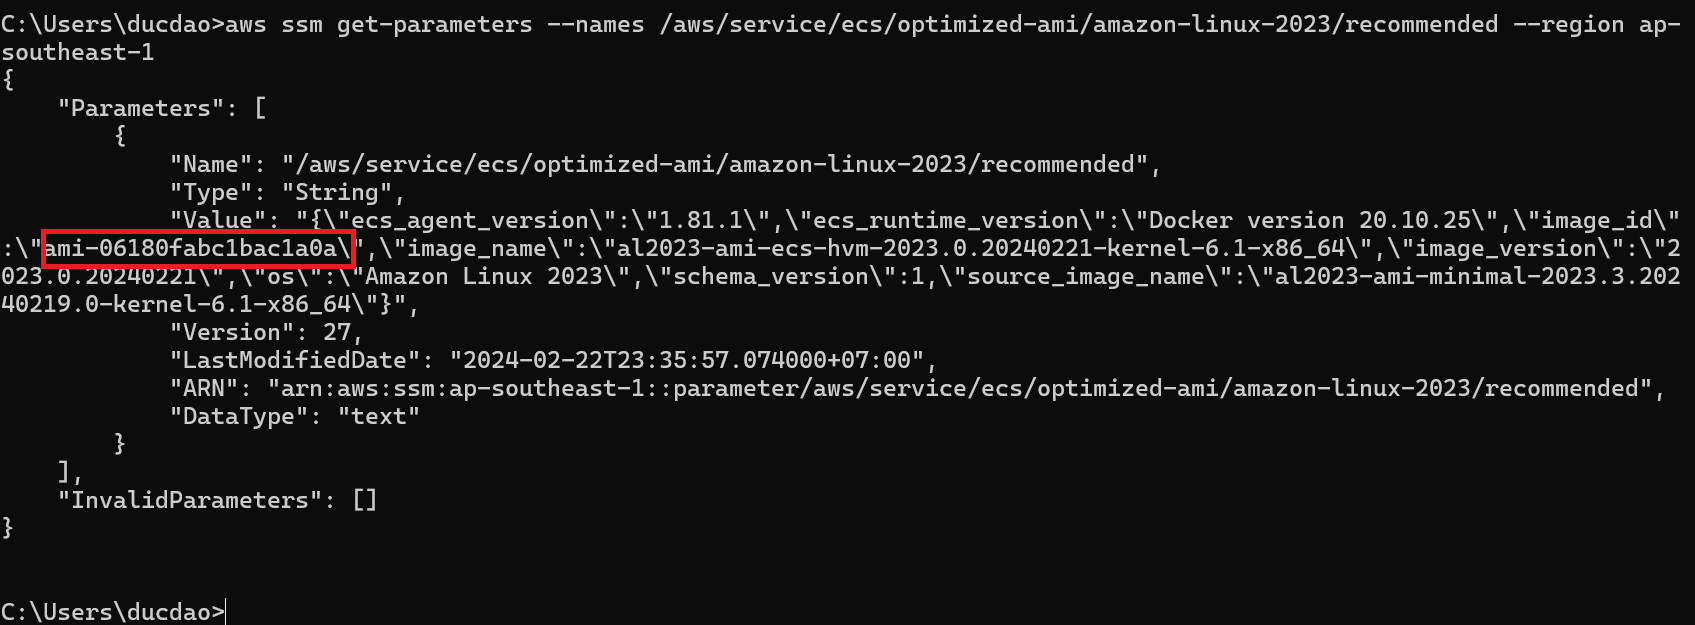 C:\Users\ducdao>aws ssm get-parameters --names /aws/service/ecs/optimized-ami/amazon-linux-2023/recommended --region ap-
southeast-1
{
    "Parameters": [
        {
            "Name": "/aws/service/ecs/optimized-ami/amazon-linux-2023/recommended",
            "Type": "String",
            "Value": "{\"ecs_agent_version\":\"1.81.1\",\"ecs_runtime_version\":\"Docker version 20.10.25\",\"image_id\"
:\"ami-06180fabc1bac1a0a\",\"image_name\":\"al2023-ami-ecs-hvm-2023.0.20240221-kernel-6.1-x86_64\",\"image_version\":\"2
023.0.20240221\",\"os\":\"Amazon Linux 2023\",\"schema_version\":1,\"source_image_name\":\"al2023-ami-minimal-2023.3.202
40219.0-kernel-6.1-x86_64\"}",
            "Version": 27,
            "LastModifiedDate": "2024-02-22T23:35:57.074000+07:00",
            "ARN": "arn:aws:ssm:ap-southeast-1::parameter/aws/service/ecs/optimized-ami/amazon-linux-2023/recommended",
            "DataType": "text"
        }
    ],
    "InvalidParameters": []
}
C:\Users\ducdao>